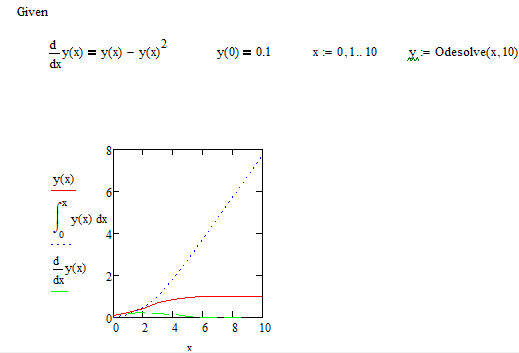 Given
d/dx y(x) = y(x) − y(x)²   y(0) = 0.1   x := 0, 1.. 10   y := Odesolve(x, 10)
8
y(x)
6
∫₀ˣ y(x) dx
4
d/dx y(x)
2
0
0 2 4 6 8 10
x